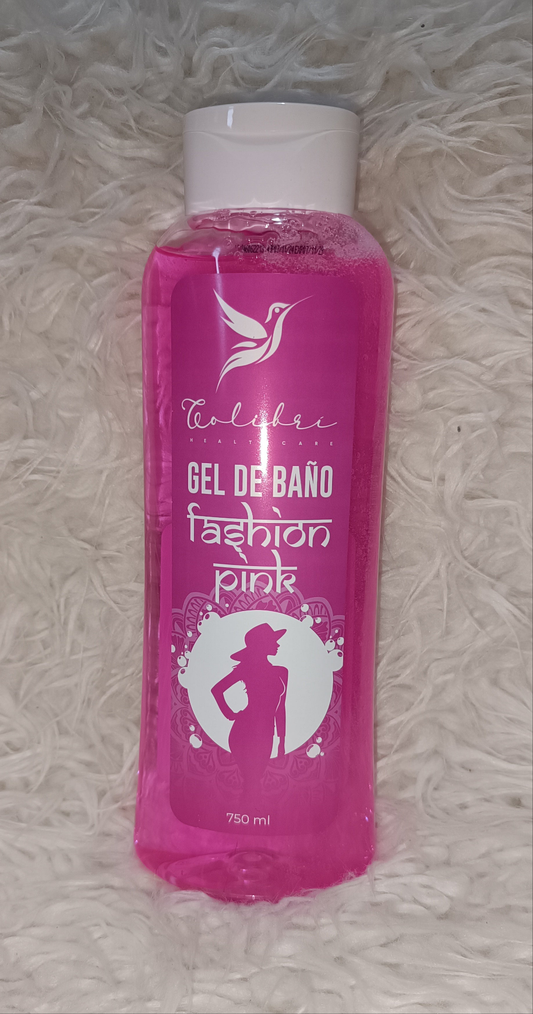 Colibri
HEALTH CARE
GEL DE BAÑO
fashion
pink
750 ml